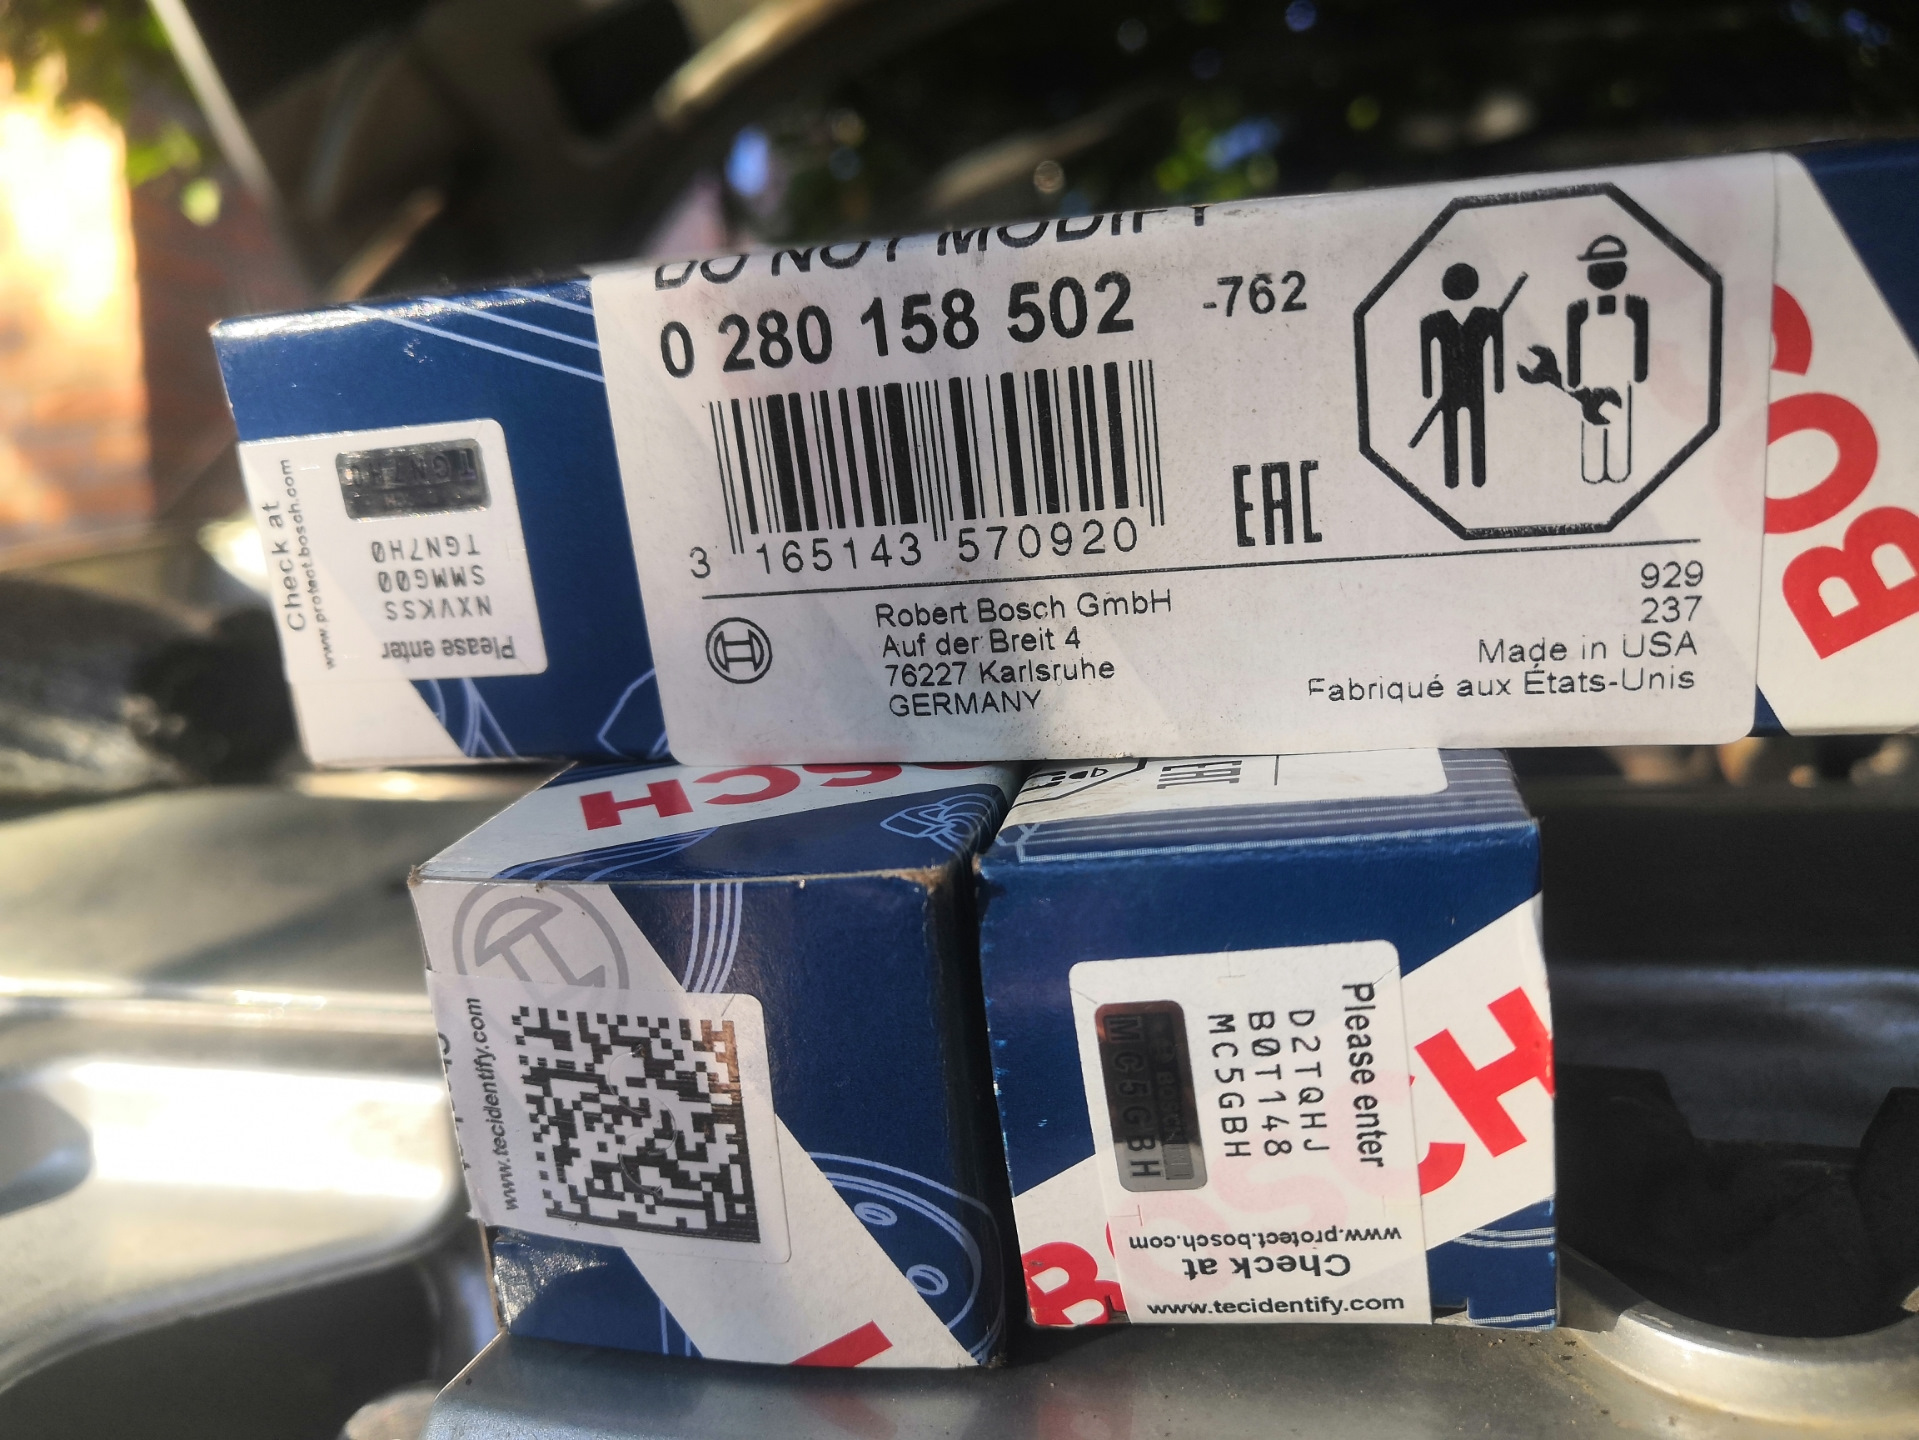 DO NOT MODIFY
0 280 158 502 -762
3 165143 570920
EAC
929
237
Robert Bosch GmbH
Auf der Breit 4
76227 Karlsruhe
GERMANY
Made in USA
Fabriqué aux États-Unis
BOS
Check at
www.protect.bosch.com
TGN7H0
Please enter
NXVKSS
SMMG00
TGN7H0
SCH
EAC
www.tecidentify.com
Please enter
D2TQHJ
B0T148
MC5GBH
MC5GBH
Check at
www.protect.bosch.com
www.tecidentify.com
BOSCH